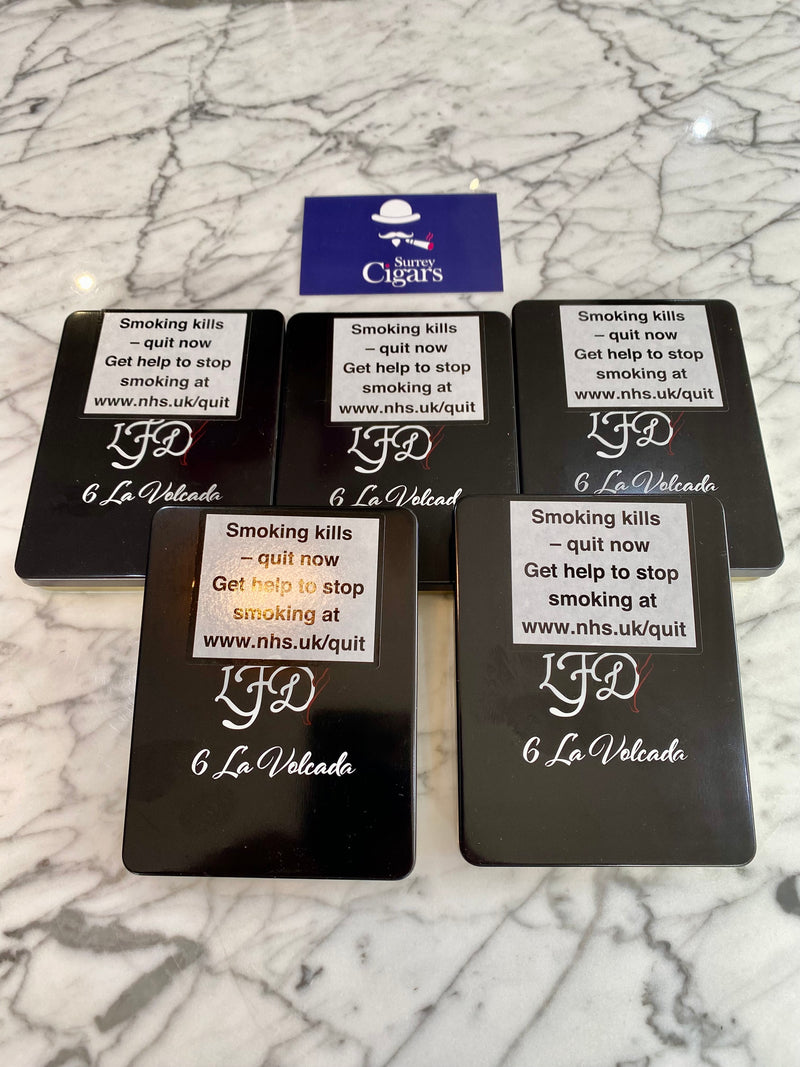 Surrey
Cigars
Smoking kills
– quit now
Get help to stop
smoking at
www.nhs.uk/quit
LFD
6 La Volcada
Smoking kills
– quit now
Get help to stop
smoking at
www.nhs.uk/quit
LFD
6 La Volcad
Smoking kills
– quit now
Get help to stop
smoking at
www.nhs.uk/quit
LFD
6 La Volcada
Smoking kills
– quit now
Get help to stop
smoking at
www.nhs.uk/quit
LFD
6 La Volcada
Smoking kills
– quit now
Get help to stop
smoking at
www.nhs.uk/quit
LFD
6 La Volcada